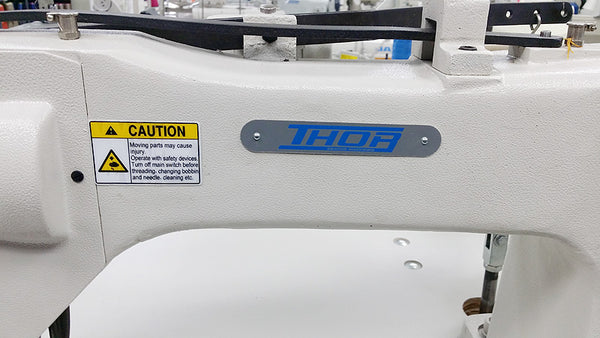 CAUTION
Moving parts may cause
injury.
Operate with safety devices.
Turn off main switch before
threading, changing bobbin
and needle, cleaning etc.
THOR